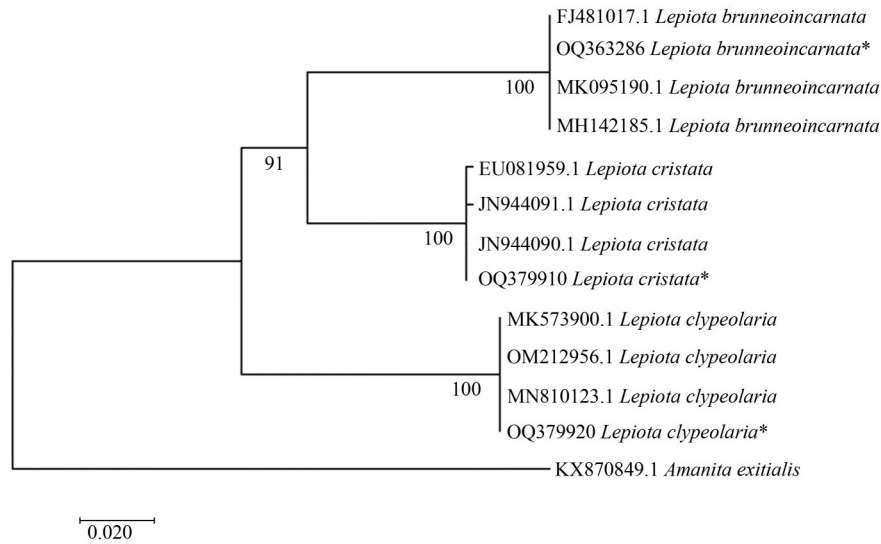 FJ481017.1 Lepiota brunneoincarnata
OQ363286 Lepiota brunneoincarnata*
100
MK095190.1 Lepiota brunneoincarnata
MH142185.1 Lepiota brunneoincarnata
91
EU081959.1 Lepiota cristata
JN944091.1 Lepiota cristata
100
JN944090.1 Lepiota cristata
OQ379910 Lepiota cristata*
MK573900.1 Lepiota clypeolaria
OM212956.1 Lepiota clypeolaria
100
MN810123.1 Lepiota clypeolaria
OQ379920 Lepiota clypeolaria*
KX870849.1 Amanita exitialis
0.020